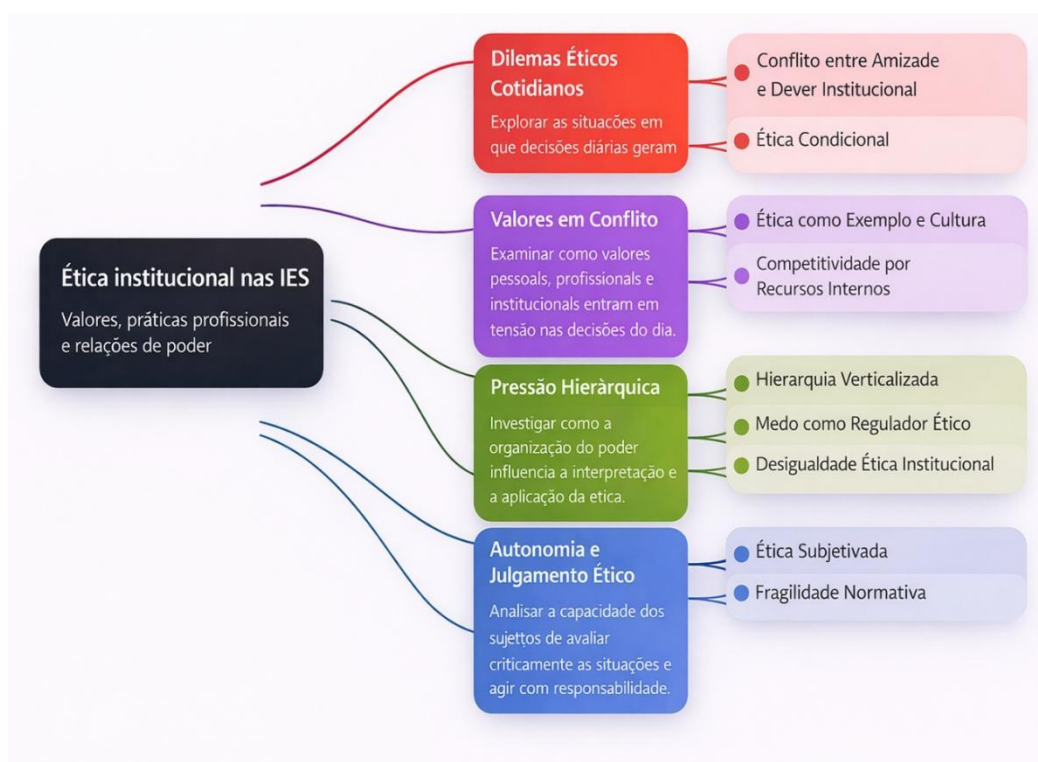 Ética institucional nas IES
Valores, práticas profissionais
e relações de poder
Dilemas Éticos
Cotidianos
Explorar as situacões em
que decisões diárias geram
Conflito entre Amizade
e Dever Institucional
Ética Condicional
Valores em Conflito
Examinar como valores
pessoais, profissionals e
institucionals entram em
tensão nas decisões do dia.
Ética como Exemplo e Cultura
Competitividade por
Recursos Internos
Pressão Hieràrquica
Investigar como a
organização do poder
influencia a interpretação e
a aplicação da etica.
Hierarquia Verticalizada
Medo como Regulador Ético
Desigualdade Ética Institucional
Autonomia e
Julgamento Ético
Analisar a capacidade dos
sujettos de avaliar
criticamente as situações e
agir com responsabilidade.
Ética Subjetivada
Fragilidade Normativa